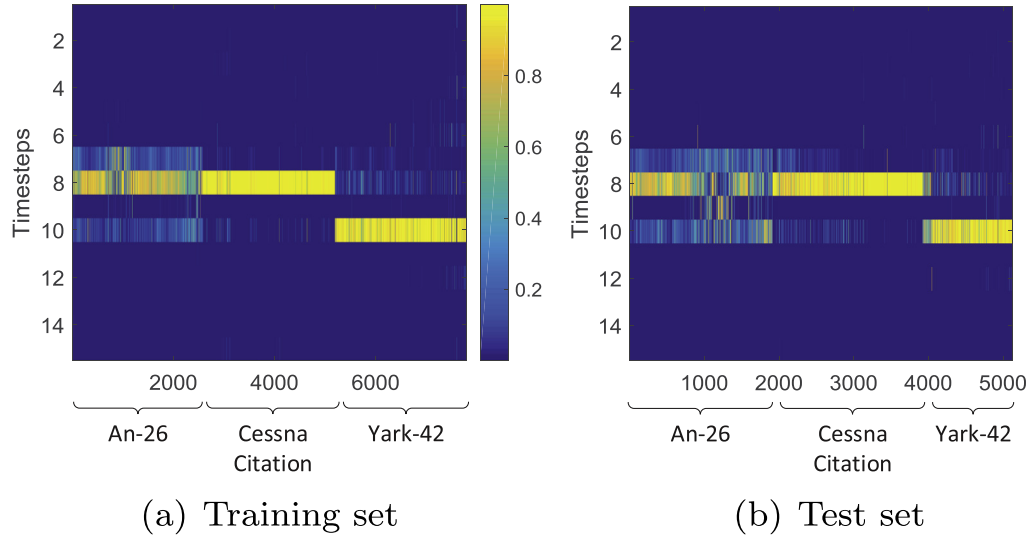 Timesteps
2
4
6
8
10
12
14
2000 4000 6000
0.8
0.6
0.4
0.2
An-26
Cessna
Citation
Yark-42
(a) Training set
Timesteps
2
4
6
8
10
12
14
1000 2000 3000 4000 5000
An-26
Cessna
Citation
Yark-42
(b) Test set